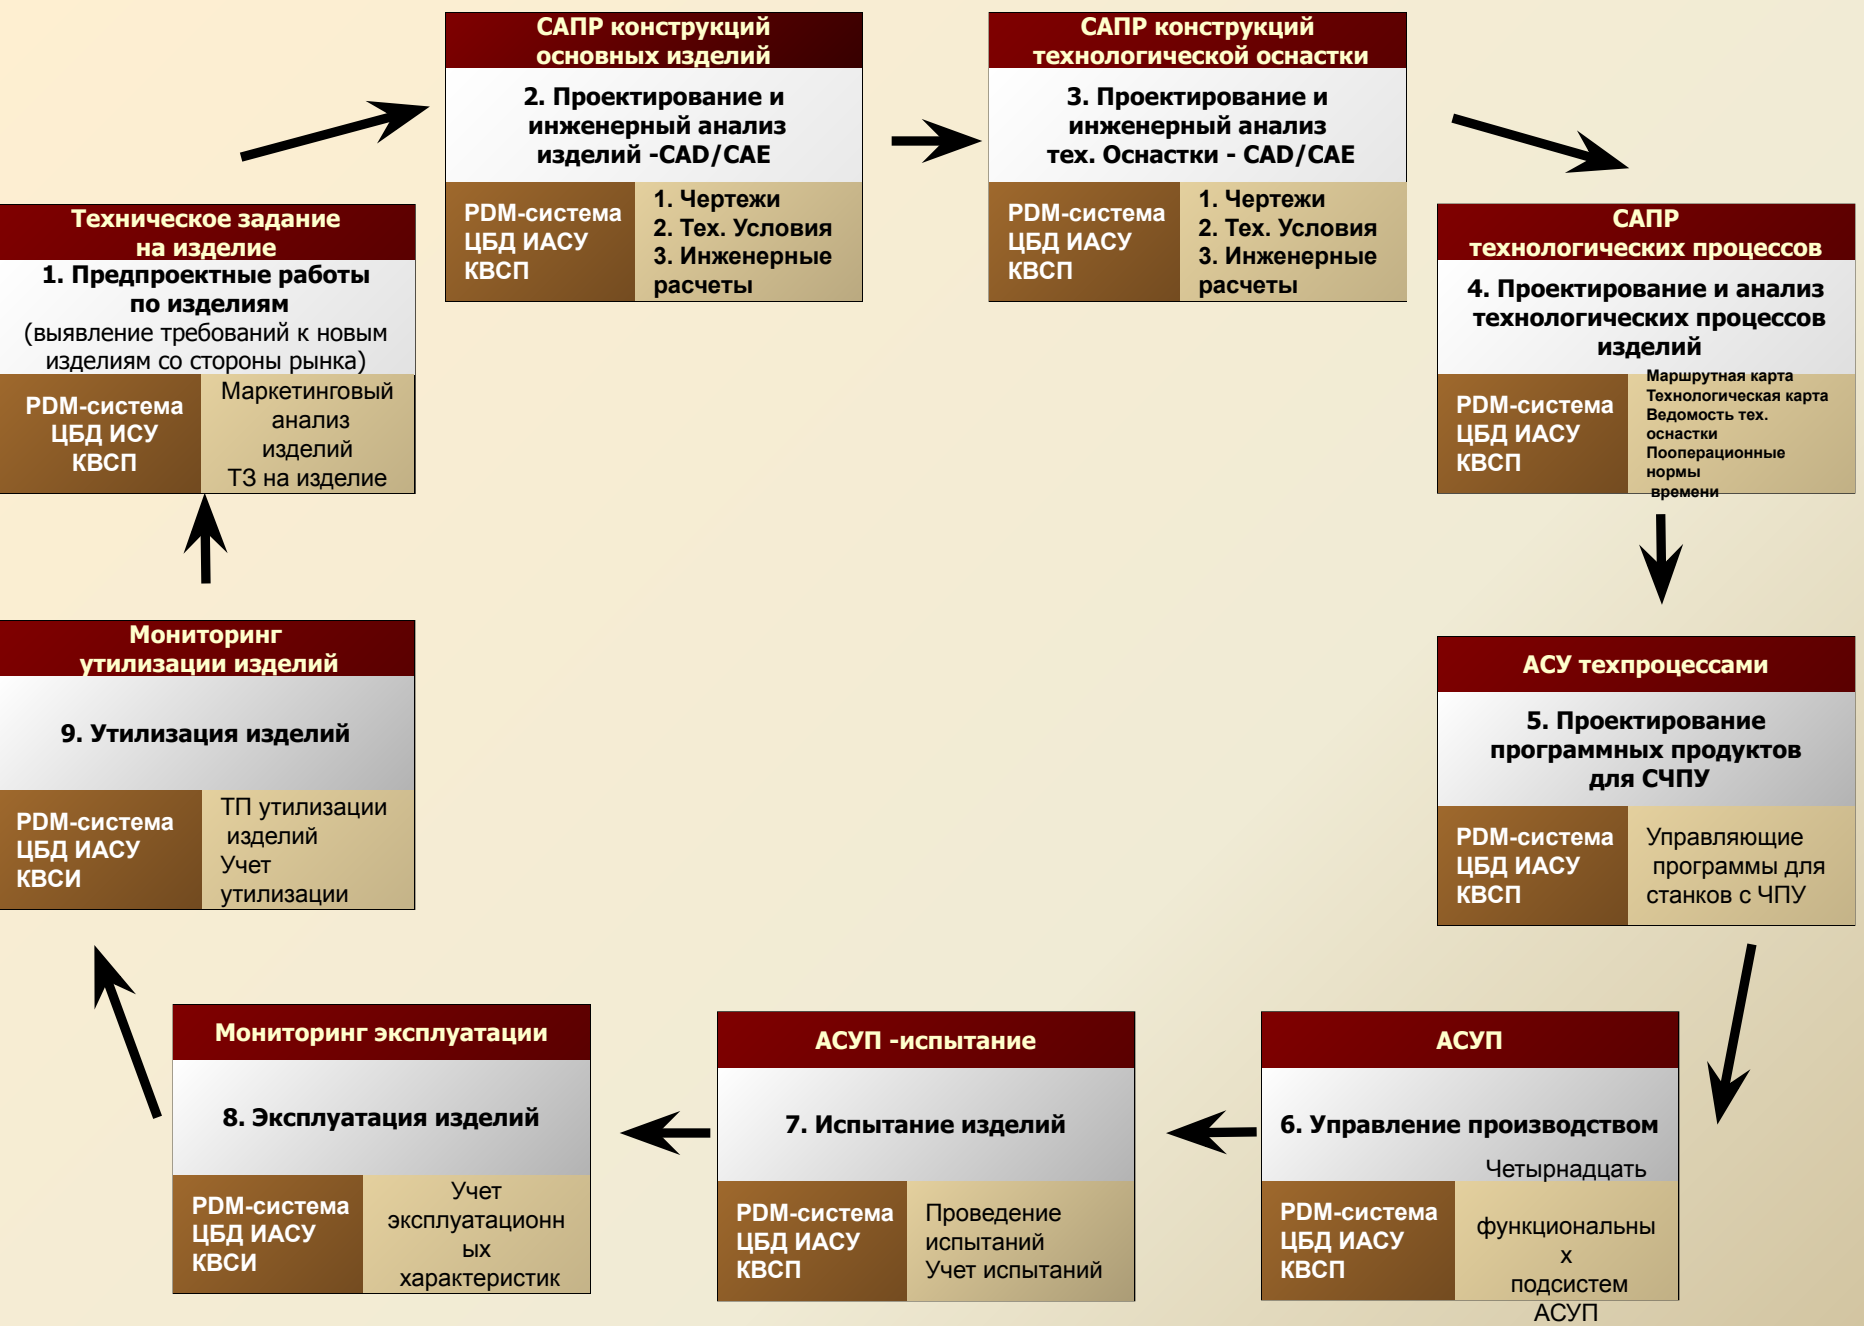 САПР конструкций
основных изделий
2. Проектирование и
инженерный анализ
изделий -CAD/CAE
PDM-система
ЦБД ИАСУ
КВСП
1. Чертежи
2. Тех. Условия
3. Инженерные
расчеты
САПР конструкций
технологической оснастки
3. Проектирование и
инженерный анализ
тех. Оснастки - CAD/CAE
PDM-система
ЦБД ИАСУ
КВСП
1. Чертежи
2. Тех. Условия
3. Инженерные
расчеты
Техническое задание
на изделие
1. Предпроектные работы
по изделиям
(выявление требований к новым
изделиям со стороны рынка)
PDM-система
ЦБД ИСУ
КВСП
Маркетинговый
анализ
изделий
ТЗ на изделие
САПР
технологических процессов
4. Проектирование и анализ
технологических процессов
изделий
PDM-система
ЦБД ИАСУ
КВСП
Маршрутная карта
Технологическая карта
Ведомость тех.
оснастки
Пооперационные
нормы
времени
Мониторинг
утилизации изделий
9. Утилизация изделий
PDM-система
ЦБД ИАСУ
КВСИ
ТП утилизации
изделий
Учет
утилизации
АСУ техпроцессами
5. Проектирование
программных продуктов
для СЧПУ
PDM-система
ЦБД ИАСУ
КВСП
Управляющие
программы для
станков с ЧПУ
Мониторинг эксплуатации
8. Эксплуатация изделий
PDM-система
ЦБД ИАСУ
КВСИ
Учет
эксплуатационн
ых
характеристик
АСУП -испытание
7. Испытание изделий
PDM-система
ЦБД ИАСУ
КВСП
Проведение
испытаний
Учет испытаний
АСУП
6. Управление производством
PDM-система
ЦБД ИАСУ
КВСП
Четырнадцать
функциональны
х
подсистем
АСУП